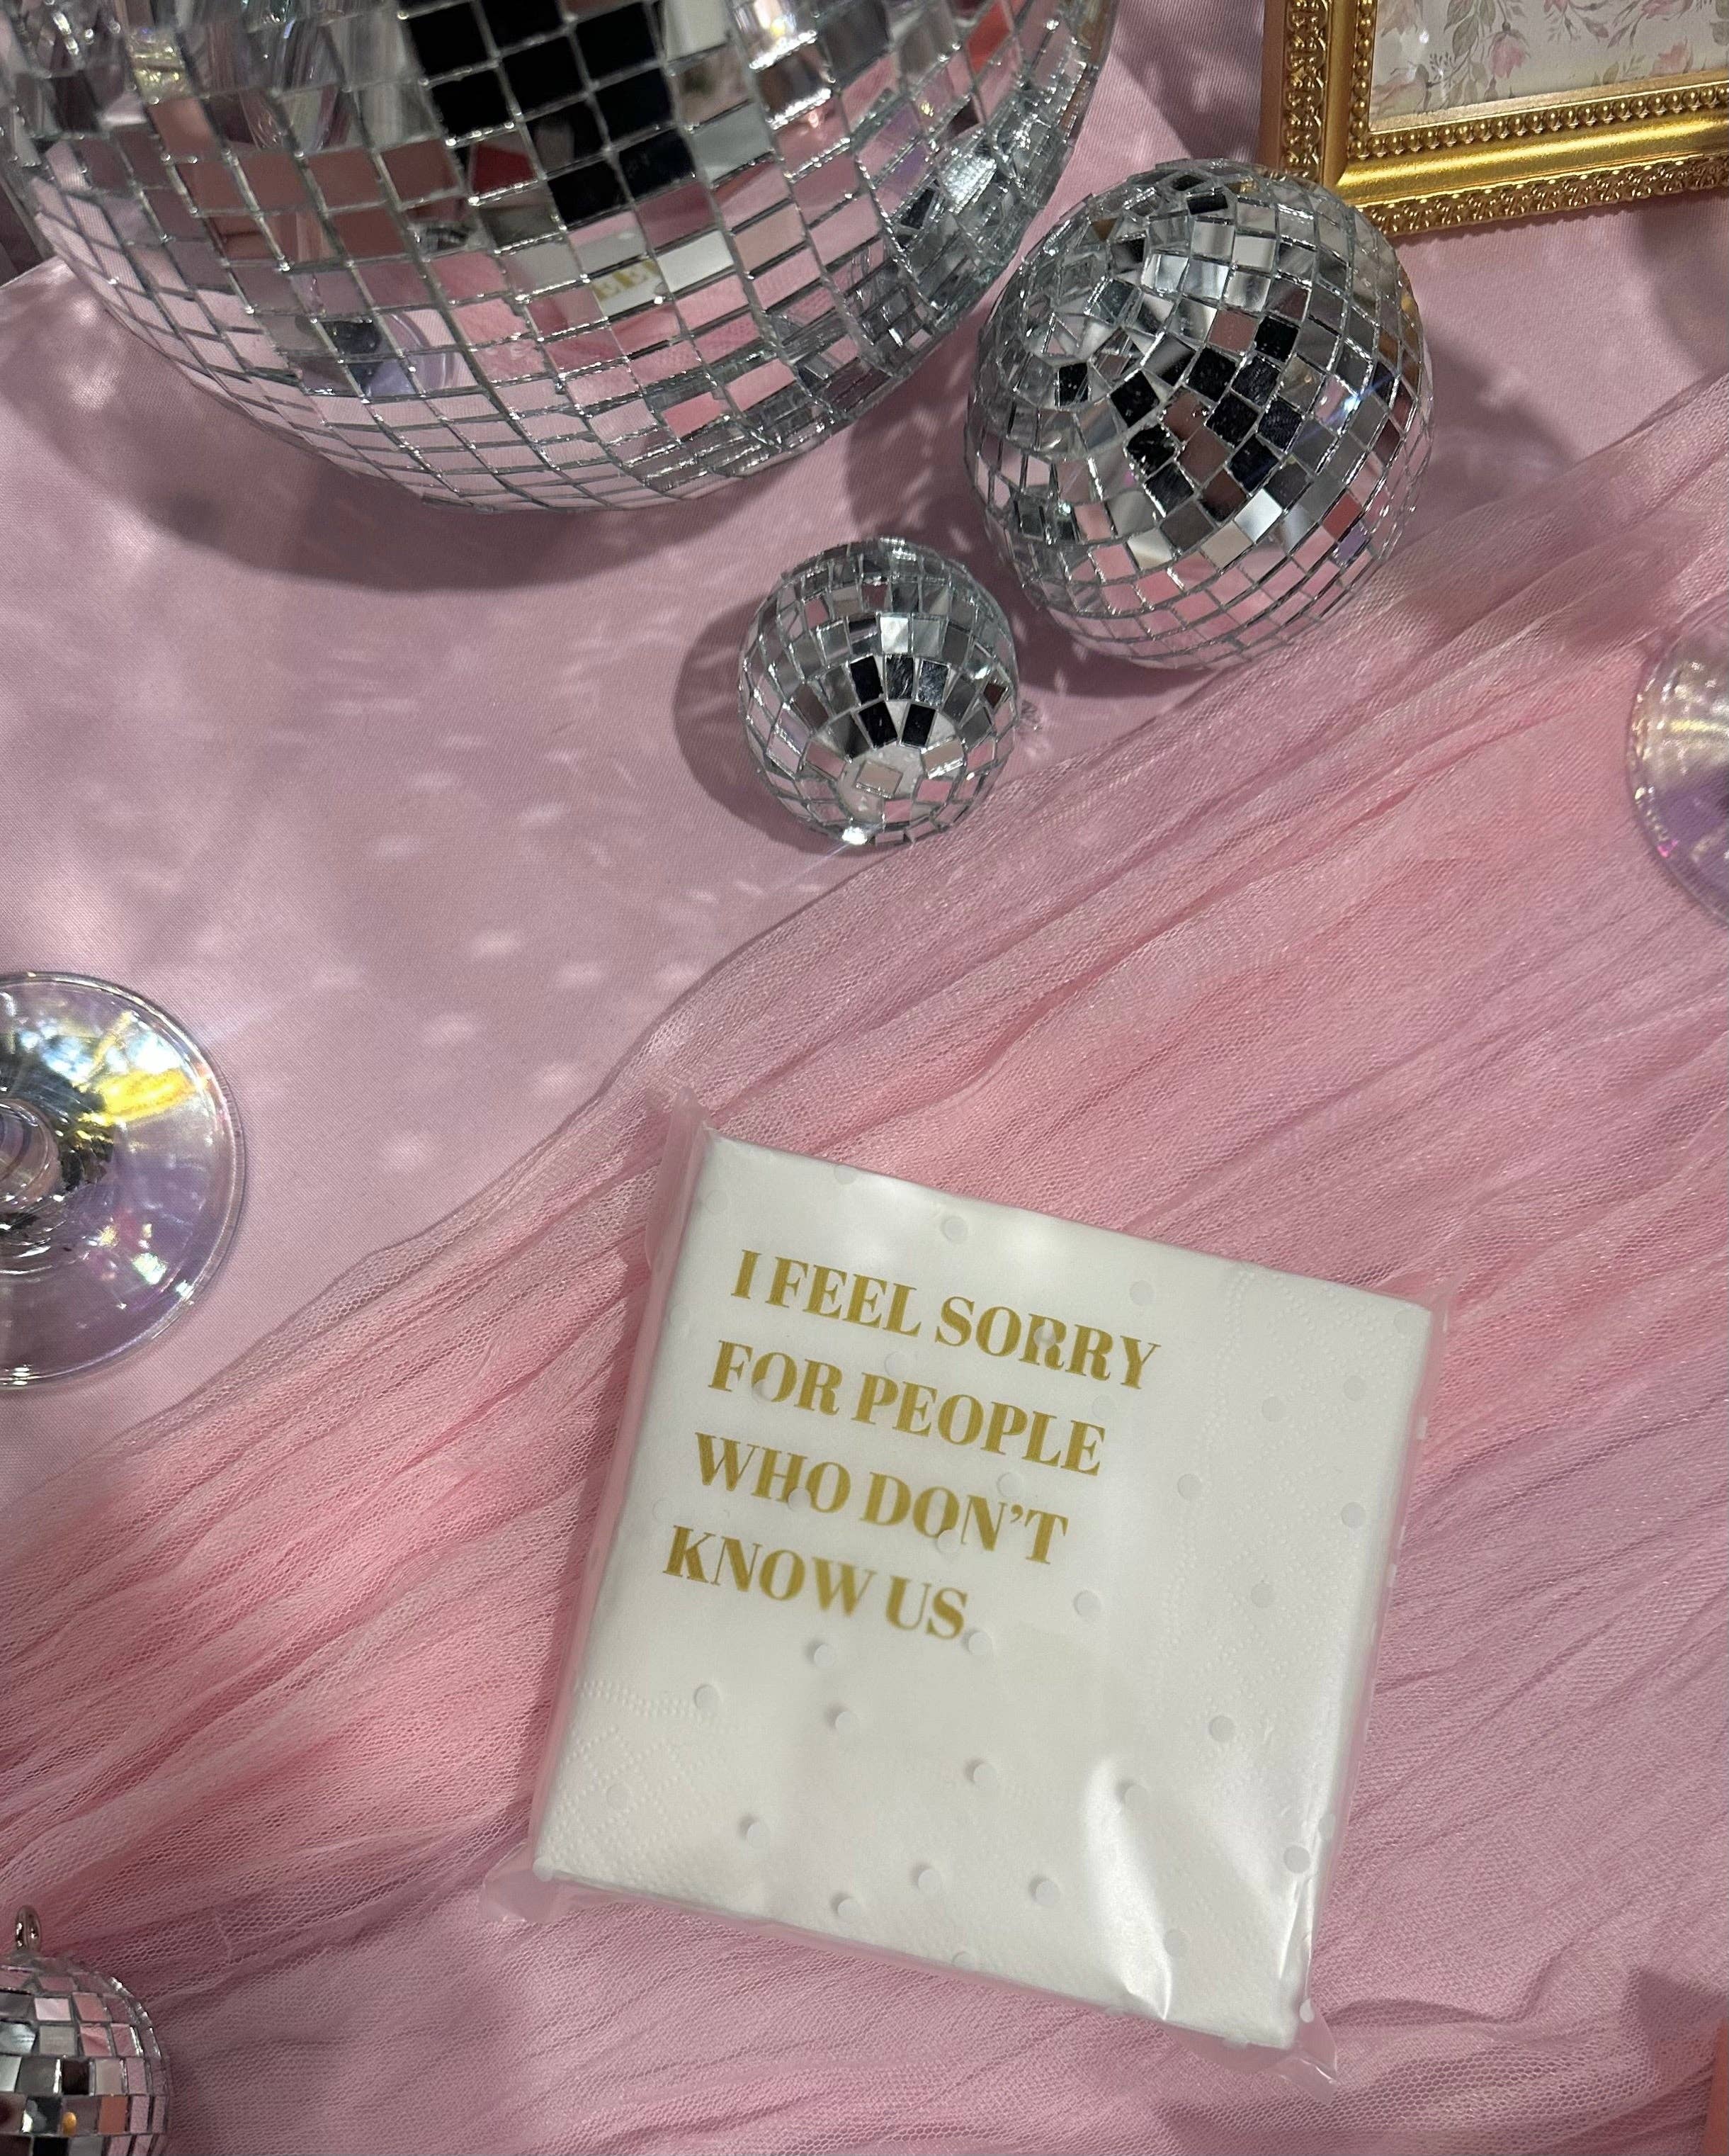 I FEEL SORRY
FOR PEOPLE
WHO DON'T
KNOW US.